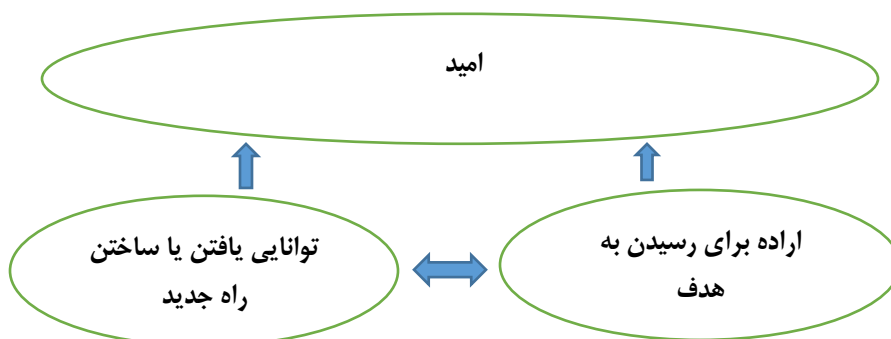 امید
اراده برای رسیدن به
هدف
توانایی یافتن یا ساختن
راه جدید